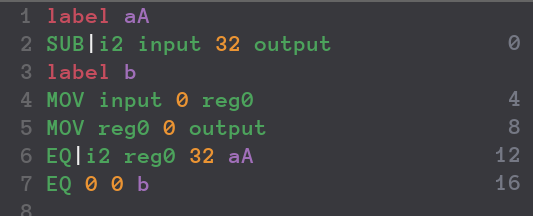 1 label aA
2 SUB|i2 input 32 output 0
3 label b
4 MOV input 0 reg0 4
5 MOV reg0 0 output 8
6 EQ|i2 reg0 32 aA 12
7 EQ 0 0 b 16
8